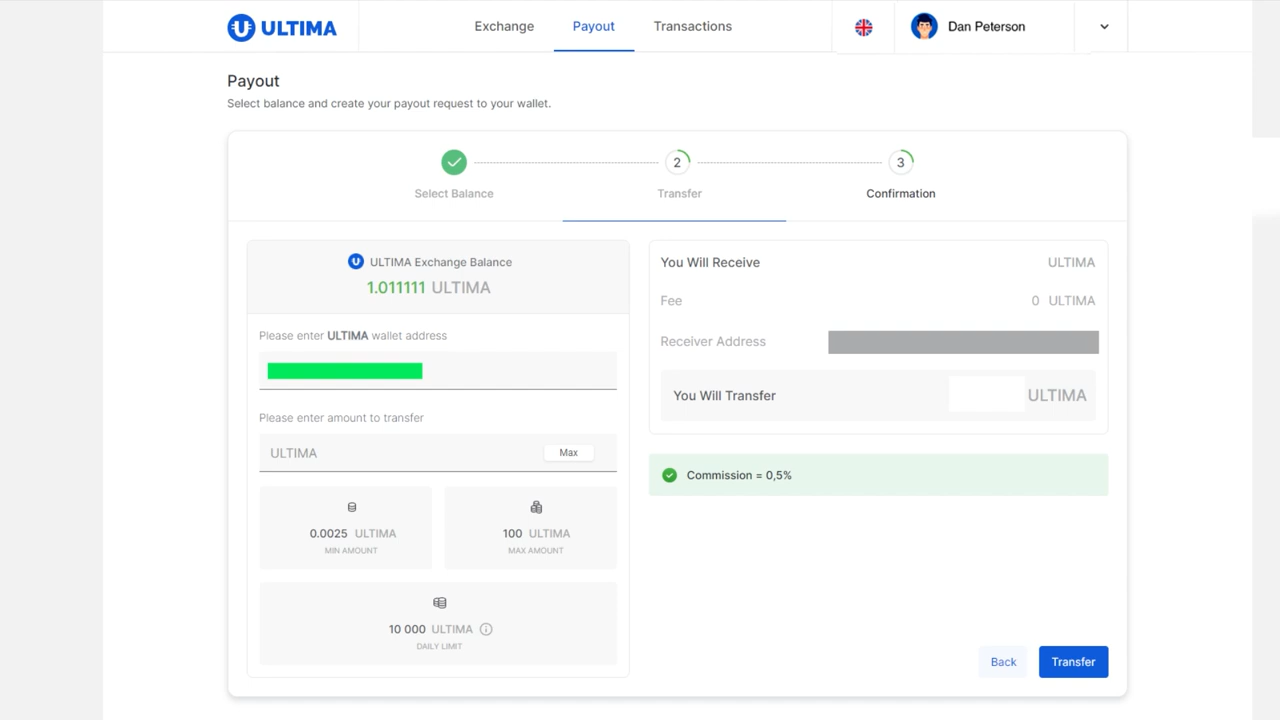 ULTIMA
Exchange
Payout
Transactions
Dan Peterson
Payout
Select balance and create your payout request to your wallet.
2
3
Select Balance
Transfer
Confirmation
ULTIMA Exchange Balance
1.011111 ULTIMA
Please enter ULTIMA wallet address
Please enter amount to transfer
ULTIMA
Max
0.0025 ULTIMA
MIN AMOUNT
100 ULTIMA
MAX AMOUNT
10 000 ULTIMA
DAILY LIMIT
You Will Receive ULTIMA
Fee 0 ULTIMA
Receiver Address
You Will Transfer ULTIMA
Commission = 0,5%
Back
Transfer